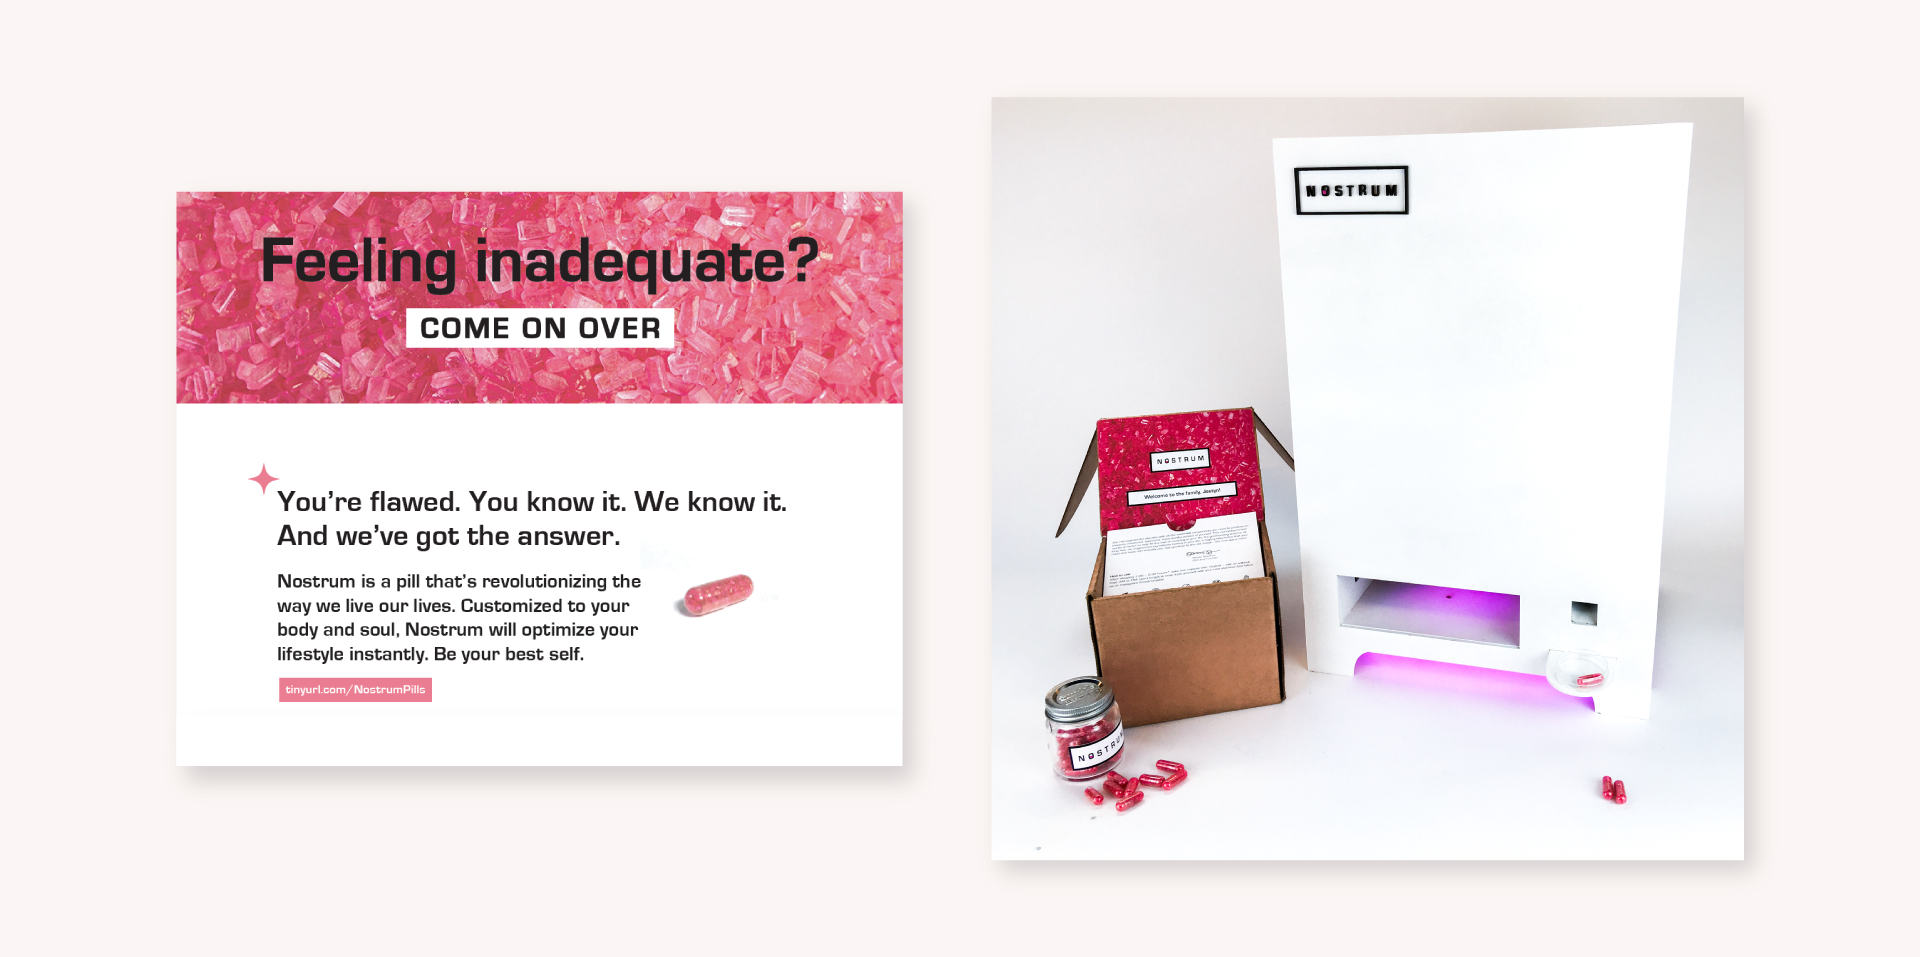 Feeling inadequate?
COME ON OVER
You’re flawed. You know it. We know it.
And we’ve got the answer.
Nostrum is a pill that’s revolutionizing the
way we live our lives. Customized to your
body and soul, Nostrum will optimize your
lifestyle instantly. Be your best self.
tinyurl.com/NostrumPills
NOSTRUM
NOSTRUM
Welcome to the family, Jasmyn!
NOSTRUM